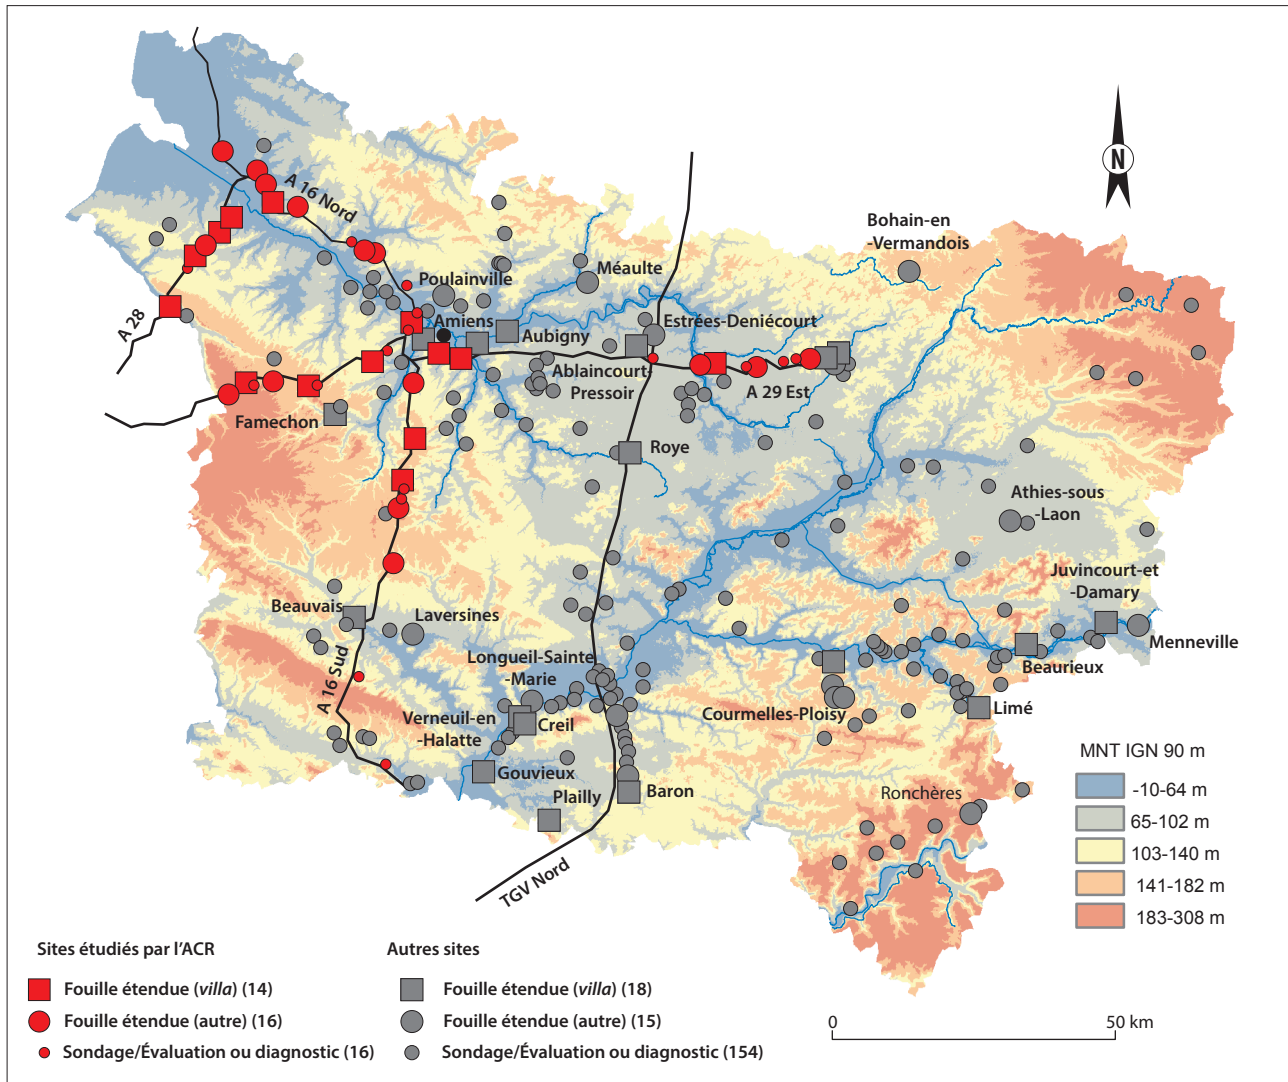 N
A 16 Nord
Bohain-en
-Vermandois
Méaulte
Poulainville
A 28
Amiens
Aubigny
Estrées-Deniécourt
Ablaincourt-
Pressoir
A 29 Est
Famechon
Roye
Athies-sous
-Laon
Juvincourt-et
-Damary
Beauvais
Laversines
Menneville
Longueil-Sainte
-Marie
Beaurieux
A 16 Sud
Verneuil-en
-Halatte
Creil
Courmelles-Ploisy
Limé
Gouvieux
Plailly
Baron
Ronchères
TGV Nord
MNT IGN 90 m
-10-64 m
65-102 m
103-140 m
141-182 m
183-308 m
Sites étudiés par l'ACR
Fouille étendue (villa) (14)
Fouille étendue (autre) (16)
Sondage/Évaluation ou diagnostic (16)
Autres sites
Fouille étendue (villa) (18)
Fouille étendue (autre) (15)
Sondage/Évaluation ou diagnostic (154)
0 50 km